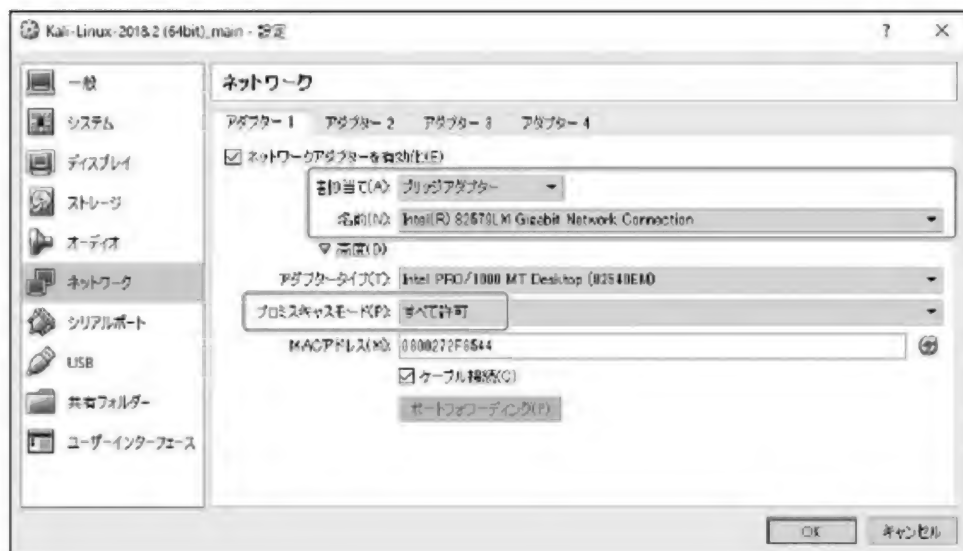 Kali-Linux-2018.2 (64bit)_main - 設定
? ×
一般
システム
ディスプレイ
ストレージ
オーディオ
ネットワーク
シリアルポート
USB
共有フォルダー
ユーザーインターフェース
ネットワーク
アダプター 1 アダプター 2 アダプター 3 アダプター 4
ネットワークアダプターを有効化(E)
割り当て(A): ブリッジアダプター
名前(N): Intel(R) 82579LM Gigabit Network Connection
高度(D)
アダプタータイプ(T): Intel PRO/1000 MT Desktop (82540EM)
プロミスキャスモード(P): すべて許可
MACアドレス(M): 0800272F8544
ケーブル接続(C)
ポートフォワーディング(P)
OK キャンセル